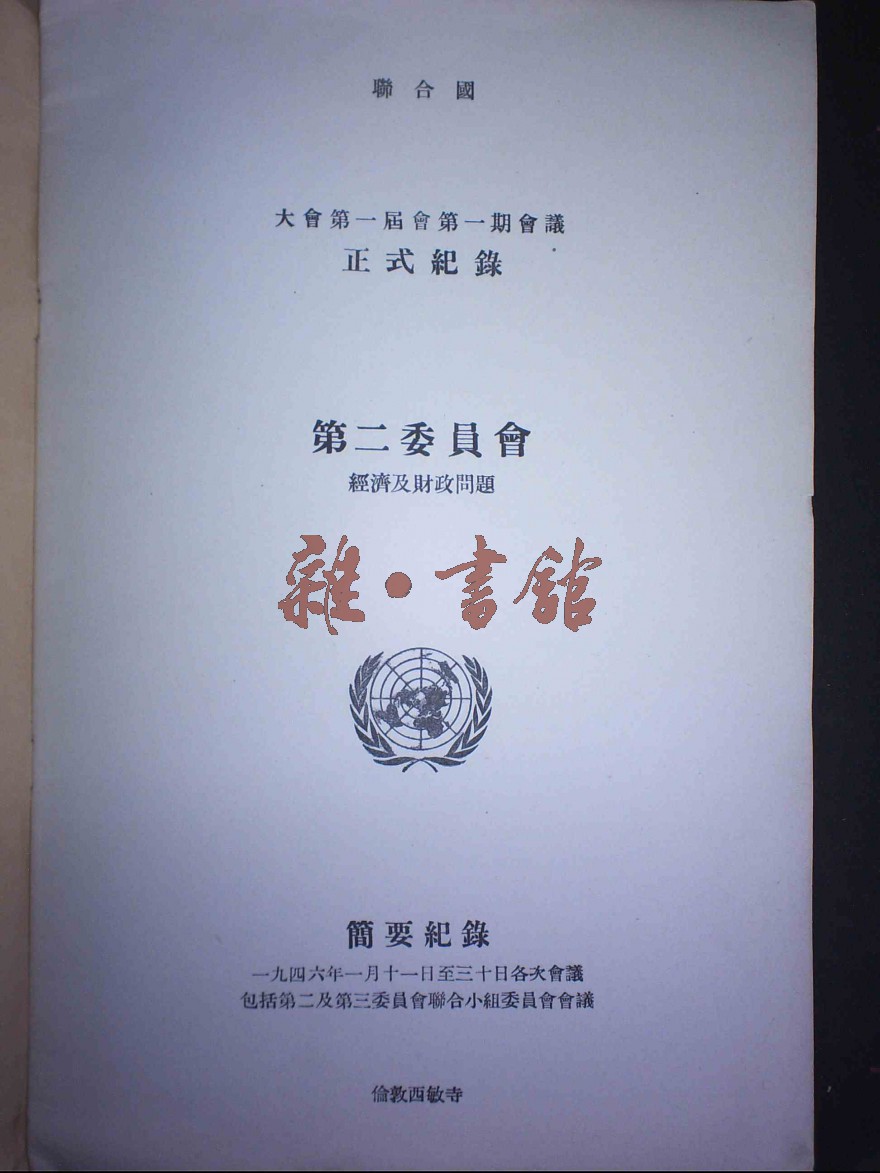 聯合國
大會第一屆會第一期會議
正式紀錄
第二委員會
經濟及財政問題
雜·書館
簡要紀錄
一九四六年一月十一日至三十日各次會議
包括第二及第三委員會聯合小組委員會會議
倫敦西敏寺